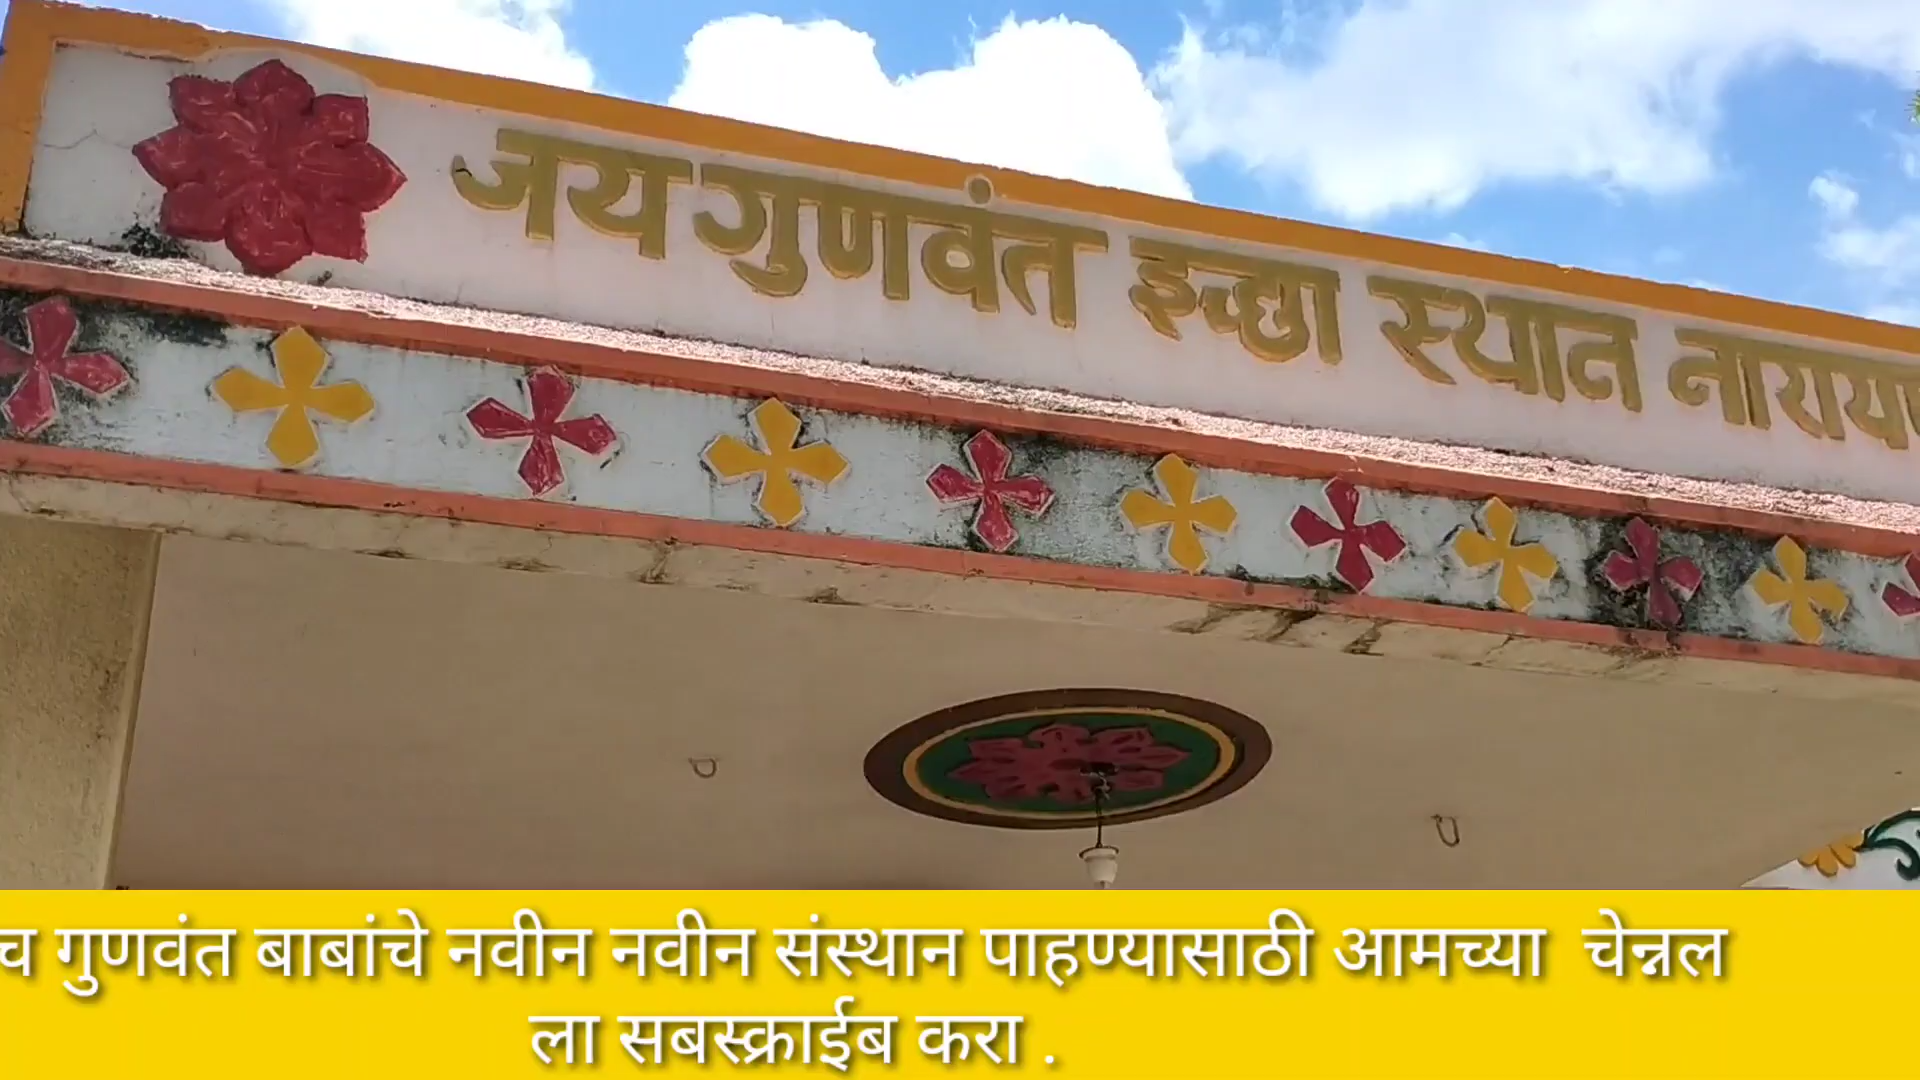 जय गुणवंत इच्छा स्थान
च गुणवंत बाबांचे नवीन नवीन संस्थान पाहण्यासाठी आमच्या चेन्नल
ला सबस्क्राईब करा .